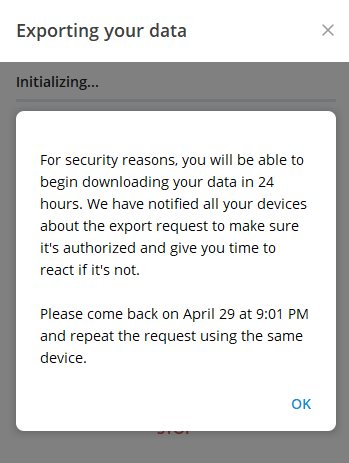 Exporting your data
Initializing...
For security reasons, you will be able to
begin downloading your data in 24
hours. We have notified all your devices
about the export request to make sure
it's authorized and give you time to
react if it's not.
Please come back on April 29 at 9:01 PM
and repeat the request using the same
device.
OK